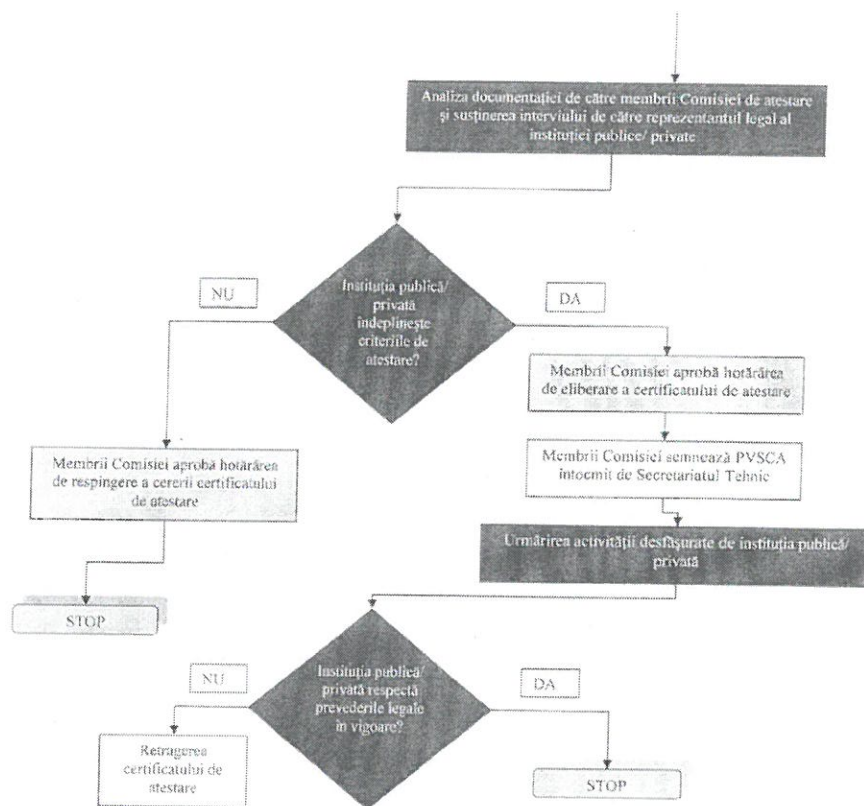 Analiza documentației de către membrii Comisiei de atestare
și susținerea interviului de către reprezentantul legal al
instituției publice/ private
NU
Instituția publică/
privată
îndeplinește
criteriile de
atestare?
DA
Membrii Comisiei aprobă hotărârea
de eliberare a certificatului de atestare
Membrii Comisiei aprobă hotărârea
de respingere a cererii certificatului
de atestare
Membrii Comisiei semnează PVSCA
întocmit de Secretariatul Tehnic
Urmărirea activității desfășurate de instituția publică/
privată
STOP
NU
Instituția publică/
privată respectă
prevederile legale
în vigoare?
DA
Retragerea
certificatului de
atestare
STOP